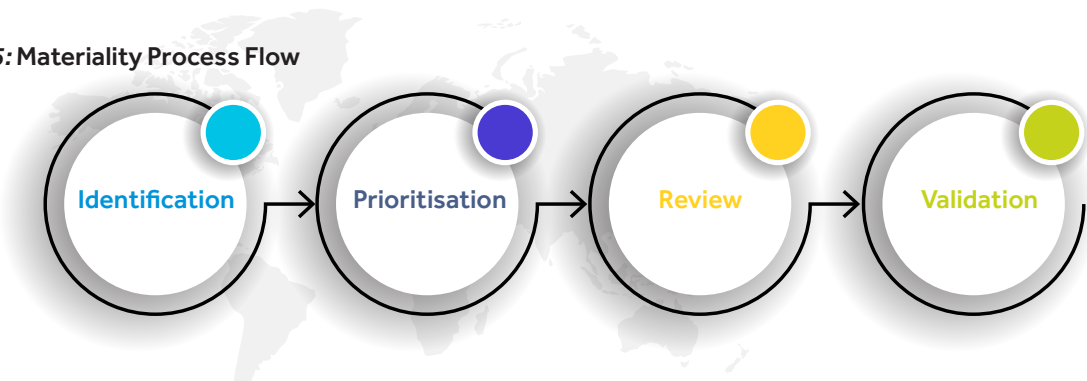 5: Materiality Process Flow
Identification
Prioritisation
Review
Validation